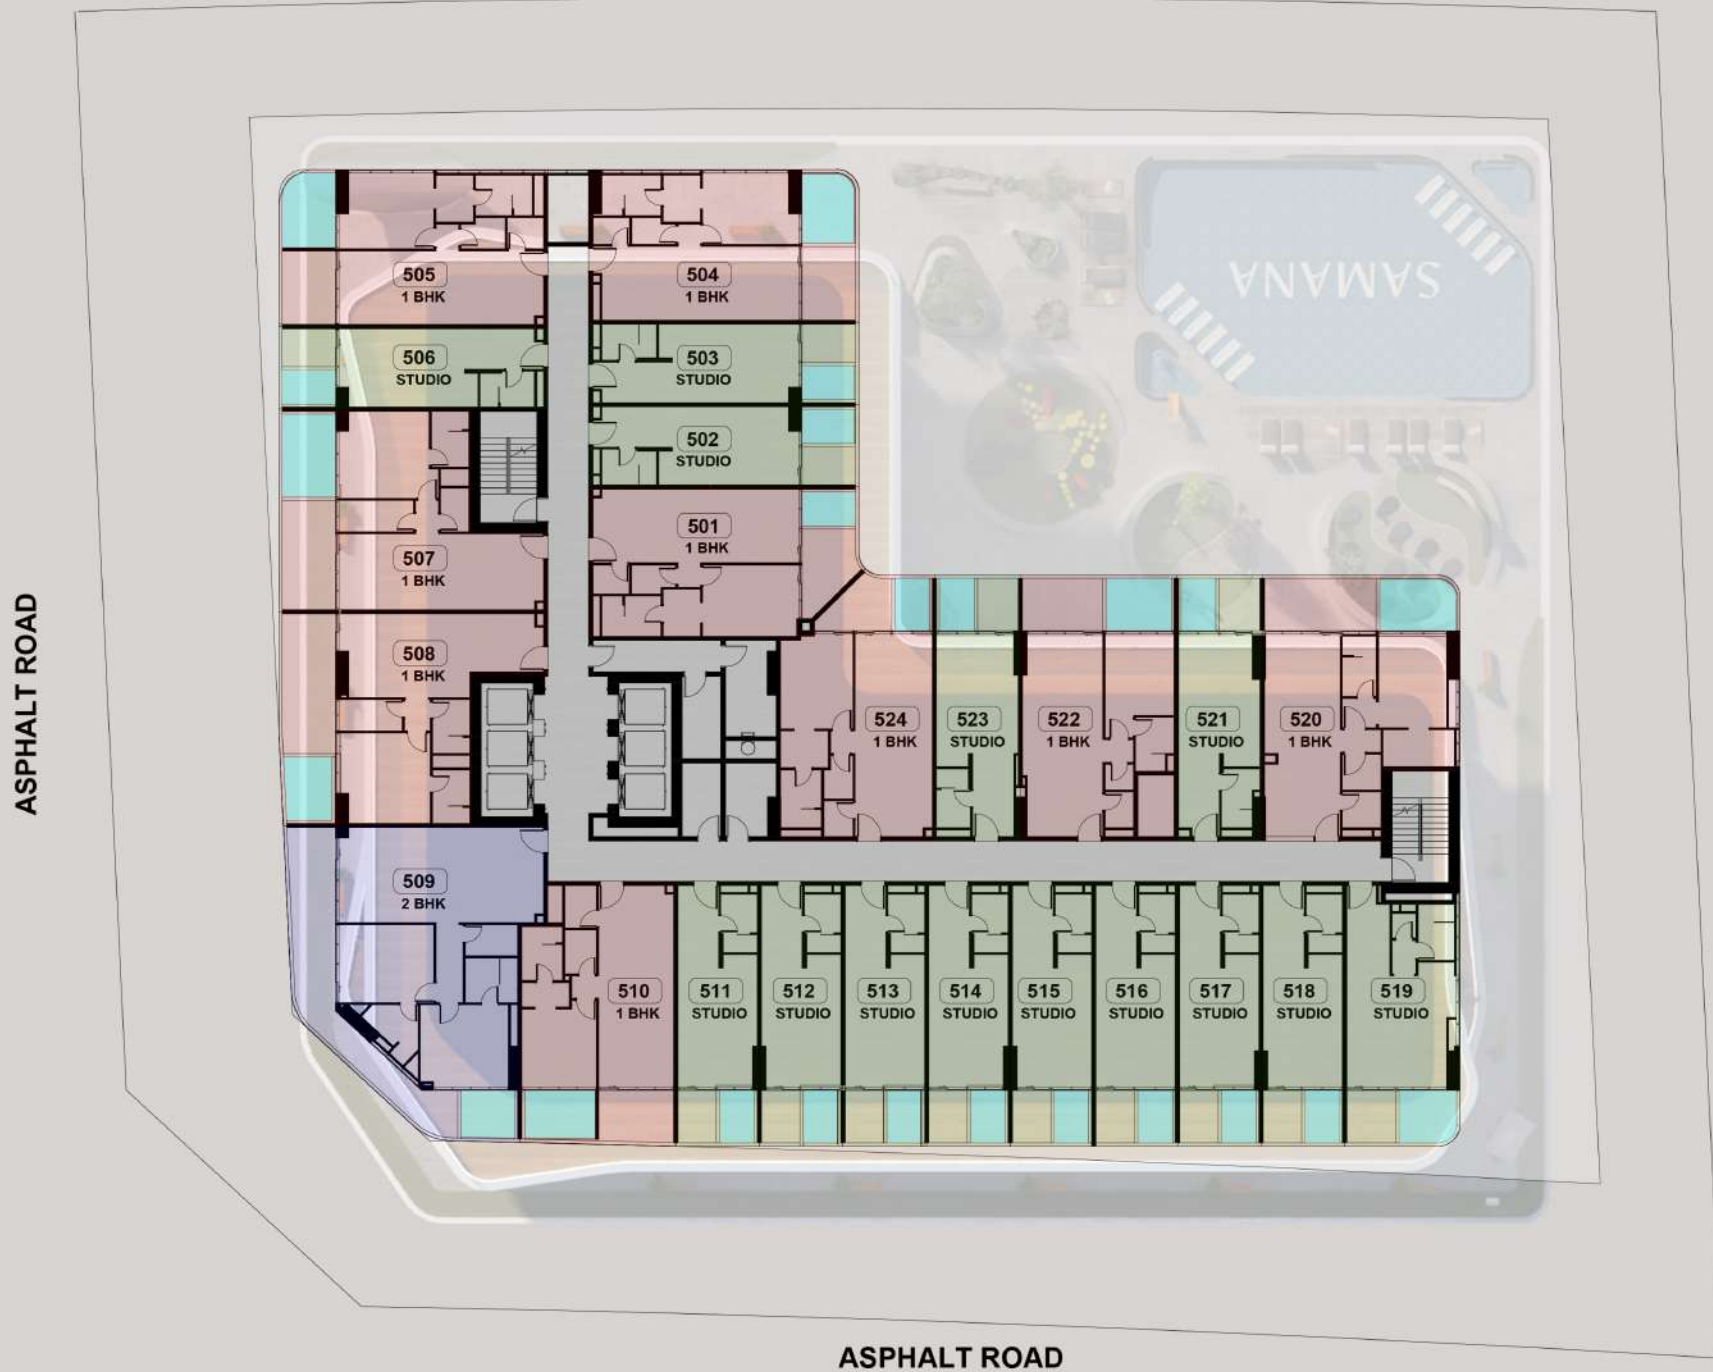 SAMANA
505
1 BHK
504
1 BHK
506
STUDIO
503
STUDIO
502
STUDIO
501
1 BHK
507
1 BHK
508
1 BHK
ASPHALT ROAD
524
1 BHK
523
STUDIO
522
1 BHK
521
STUDIO
520
1 BHK
509
2 BHK
510
1 BHK
511
STUDIO
512
STUDIO
513
STUDIO
514
STUDIO
515
STUDIO
516
STUDIO
517
STUDIO
518
STUDIO
519
STUDIO
ASPHALT ROAD